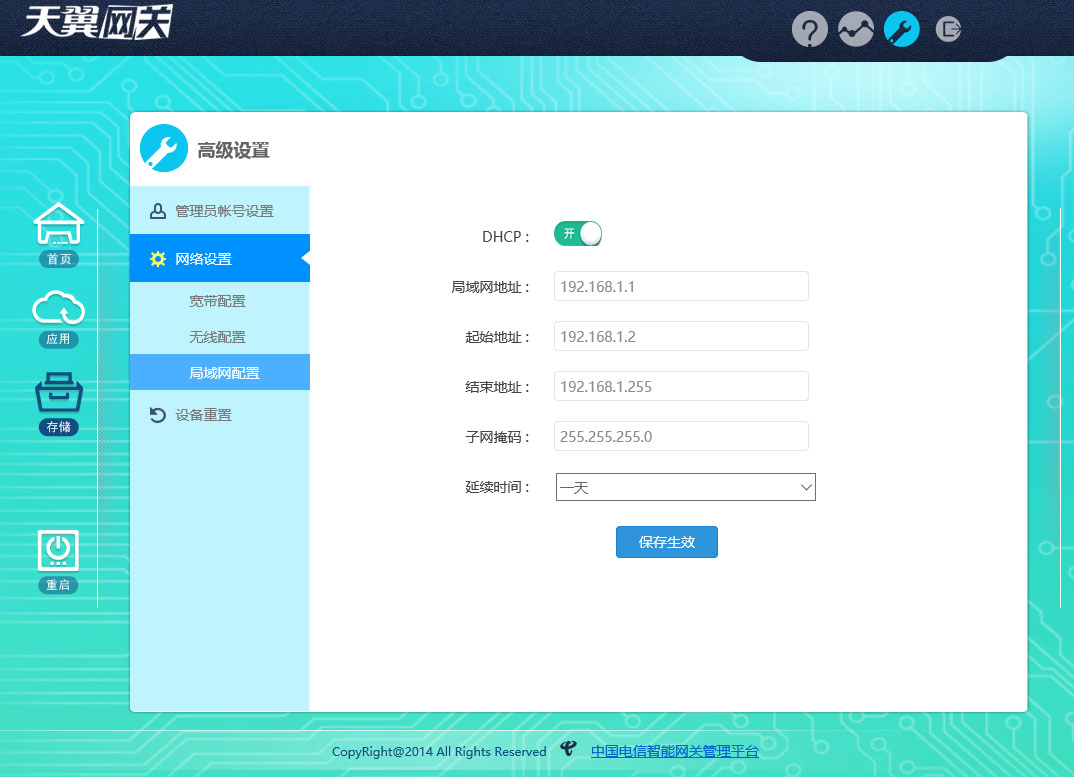 天翼网关
高级设置
管理员帐号设置
网络设置
宽带配置
无线配置
局域网配置
设备重置
首页
应用
存储
重启
DHCP：
开
局域网地址：
192.168.1.1
起始地址：
192.168.1.2
结束地址：
192.168.1.255
子网掩码：
255.255.255.0
延续时间：
一天
保存生效
CopyRight@2014 All Rights Reserved 中国电信智能网关管理平台